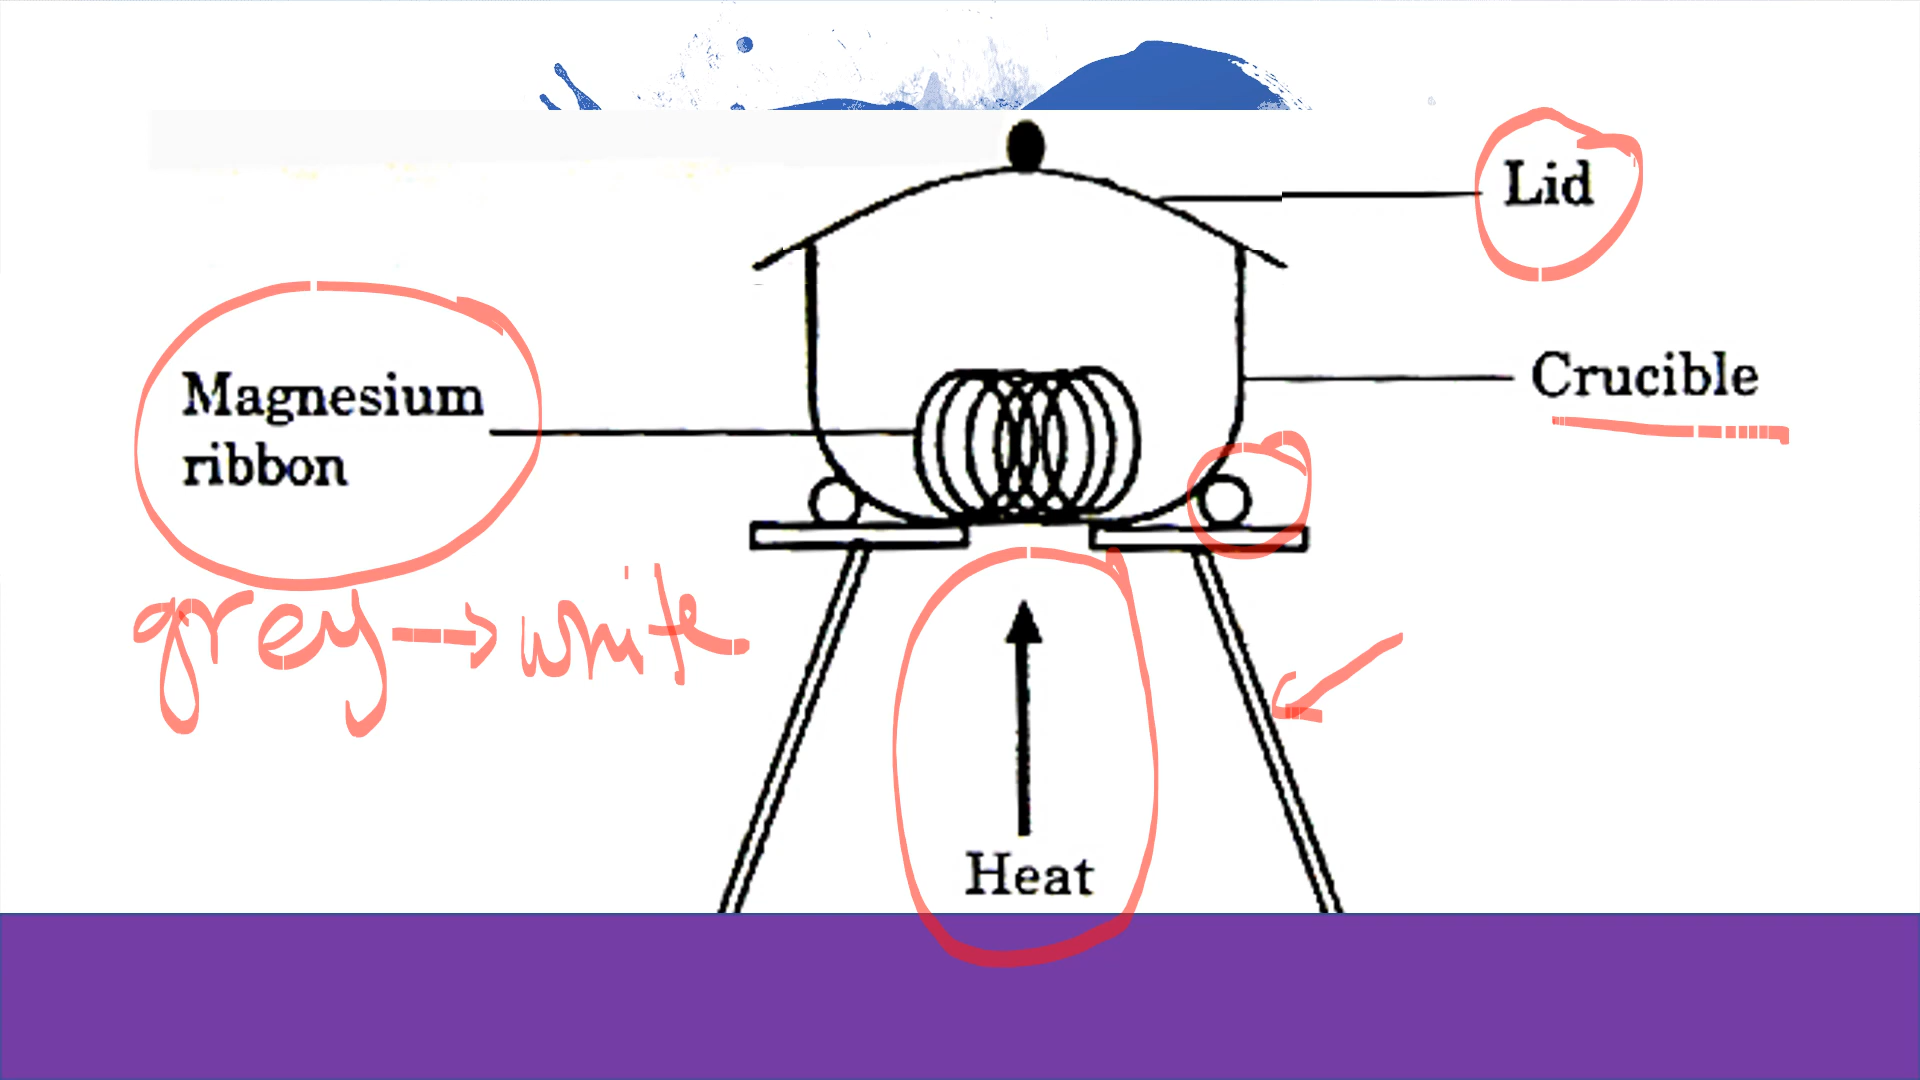 Lid
Crucible
Magnesium
ribbon
grey → white
Heat